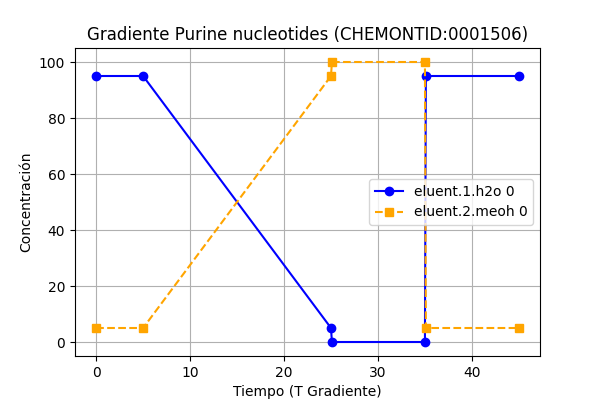 Gradiente Purine nucleotides (CHEMONTID:0001506)
100
80
60
40
20
0
Concentración
eluent.1.h2o 0
eluent.2.meoh 0
0 10 20 30 40
Tiempo (T Gradiente)